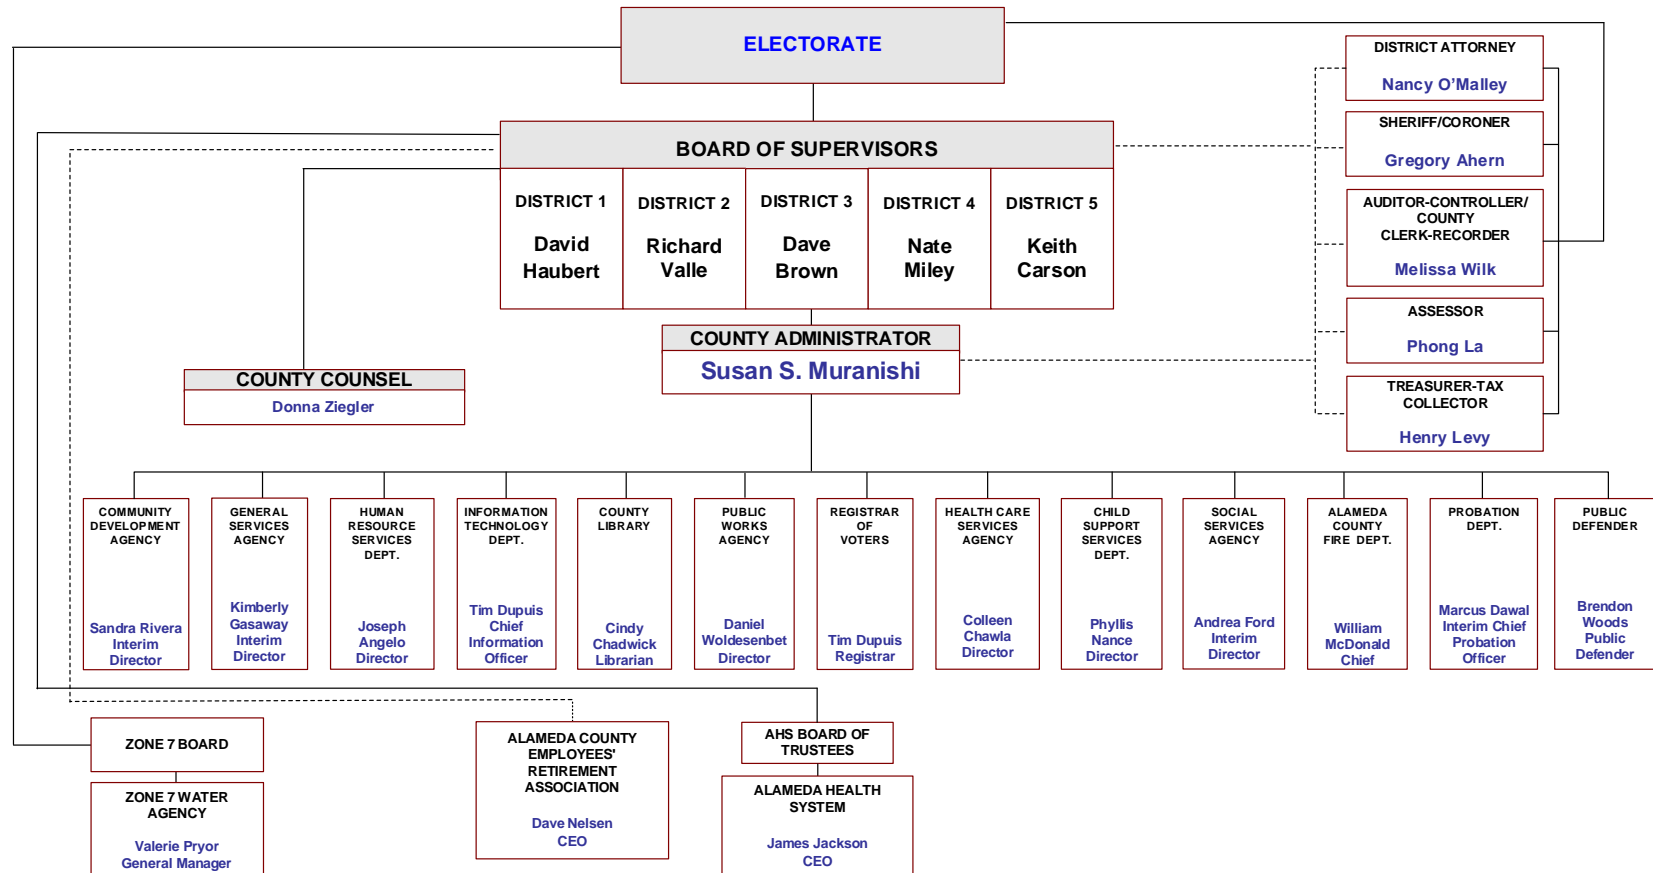 ELECTORATE
DISTRICT ATTORNEY
Nancy O’Malley
SHERIFF/CORONER
Gregory Ahern
AUDITOR-CONTROLLER/
COUNTY
CLERK-RECORDER
Melissa Wilk
ASSESSOR
Phong La
TREASURER-TAX
COLLECTOR
Henry Levy
BOARD OF SUPERVISORS
DISTRICT 1
David
Haubert
DISTRICT 2
Richard
Valle
DISTRICT 3
Dave
Brown
DISTRICT 4
Nate
Miley
DISTRICT 5
Keith
Carson
COUNTY ADMINISTRATOR
Susan S. Muranishi
COUNTY COUNSEL
Donna Ziegler
COMMUNITY
DEVELOPMENT
AGENCY
Sandra Rivera
Interim
Director
GENERAL
SERVICES
AGENCY
Kimberly
Gasaway
Interim
Director
HUMAN
RESOURCE
SERVICES
DEPT.
Joseph
Angelo
Director
INFORMATION
TECHNOLOGY
DEPT.
Tim Dupuis
Chief
Information
Officer
COUNTY
LIBRARY
Cindy
Chadwick
Librarian
PUBLIC
WORKS
AGENCY
Daniel
Woldesenbet
Director
REGISTRAR
OF
VOTERS
Tim Dupuis
Registrar
HEALTH CARE
SERVICES
AGENCY
Colleen
Chawla
Director
CHILD
SUPPORT
SERVICES
DEPT.
Phyllis
Nance
Director
SOCIAL
SERVICES
AGENCY
Andrea Ford
Interim
Director
ALAMEDA
COUNTY
FIRE DEPT.
William
McDonald
Chief
PROBATION
DEPT.
Marcus Dawal
Interim Chief
Probation
Officer
PUBLIC
DEFENDER
Brendon
Woods
Public
Defender
ZONE 7 BOARD
ZONE 7 WATER
AGENCY
Valerie Pryor
General Manager
ALAMEDA COUNTY
EMPLOYEES'
RETIREMENT
ASSOCIATION
Dave Nelsen
CEO
AHS BOARD OF
TRUSTEES
ALAMEDA HEALTH
SYSTEM
James Jackson
CEO